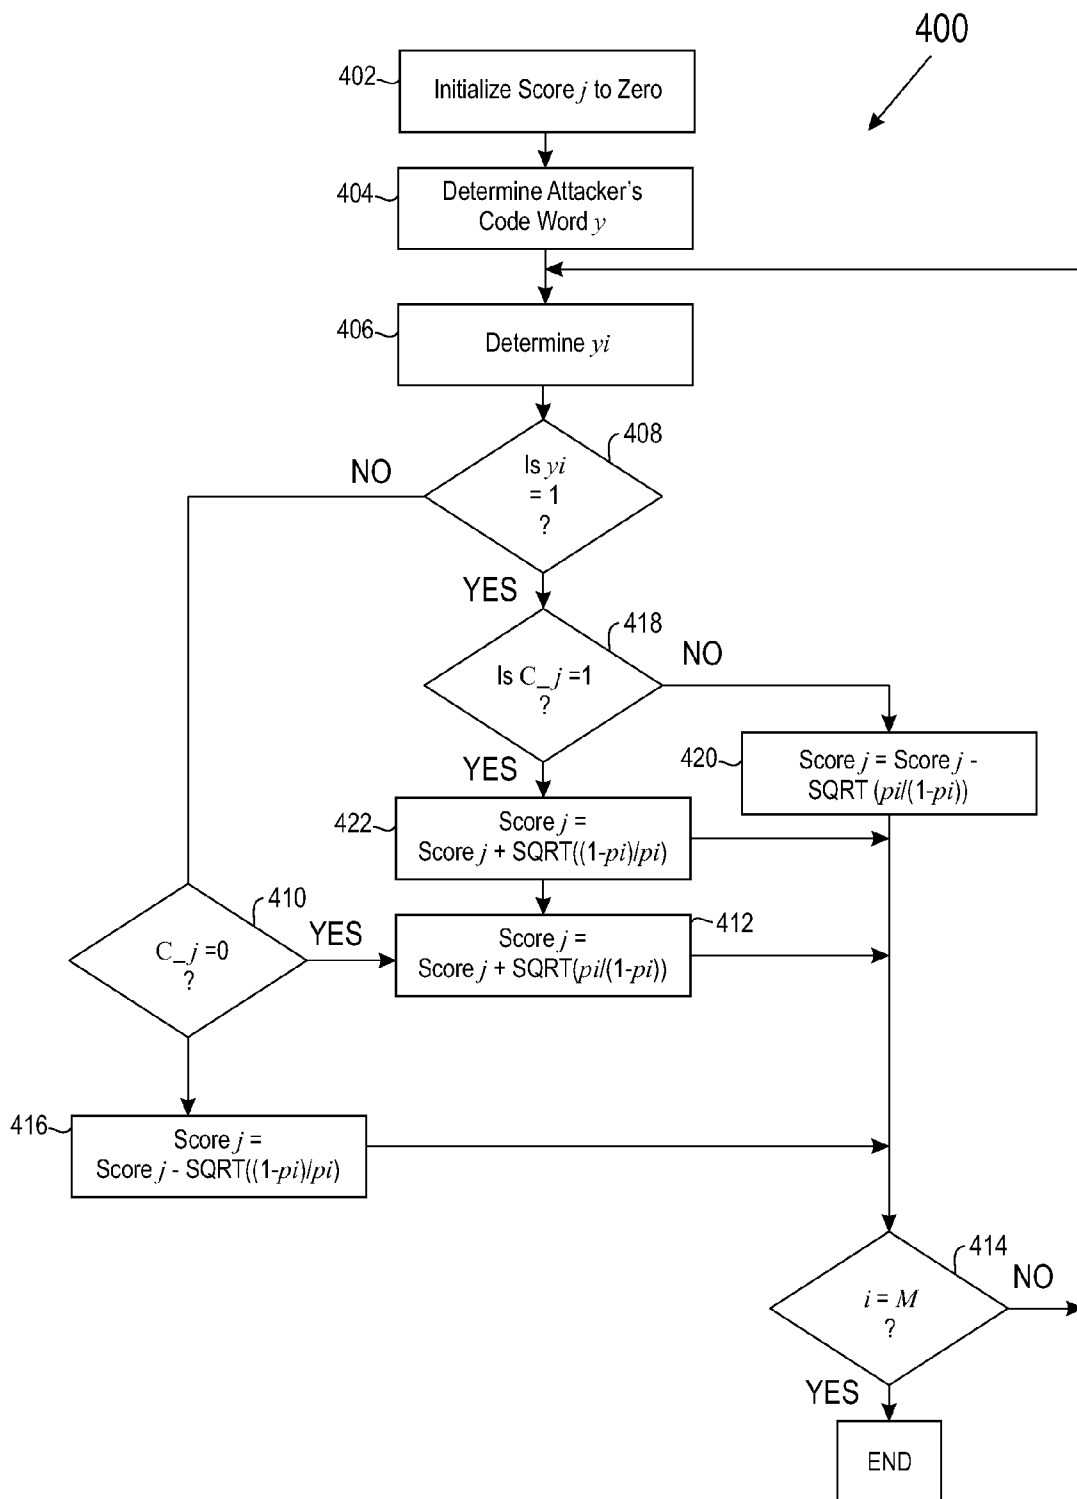 400
402
Initialize Score j to Zero
404
Determine Attacker's
Code Word y
406
Determine yi
408
Is yi
= 1
?
NO
YES
418
Is C_j =1
?
NO
YES
420
Score j = Score j -
SQRT (pi/(1-pi))
422
Score j =
Score j + SQRT((1-pi)/pi)
410
C_j =0
?
YES
412
Score j =
Score j + SQRT(pi/(1-pi))
416
Score j =
Score j - SQRT((1-pi)/pi)
414
i = M
?
NO
YES
END